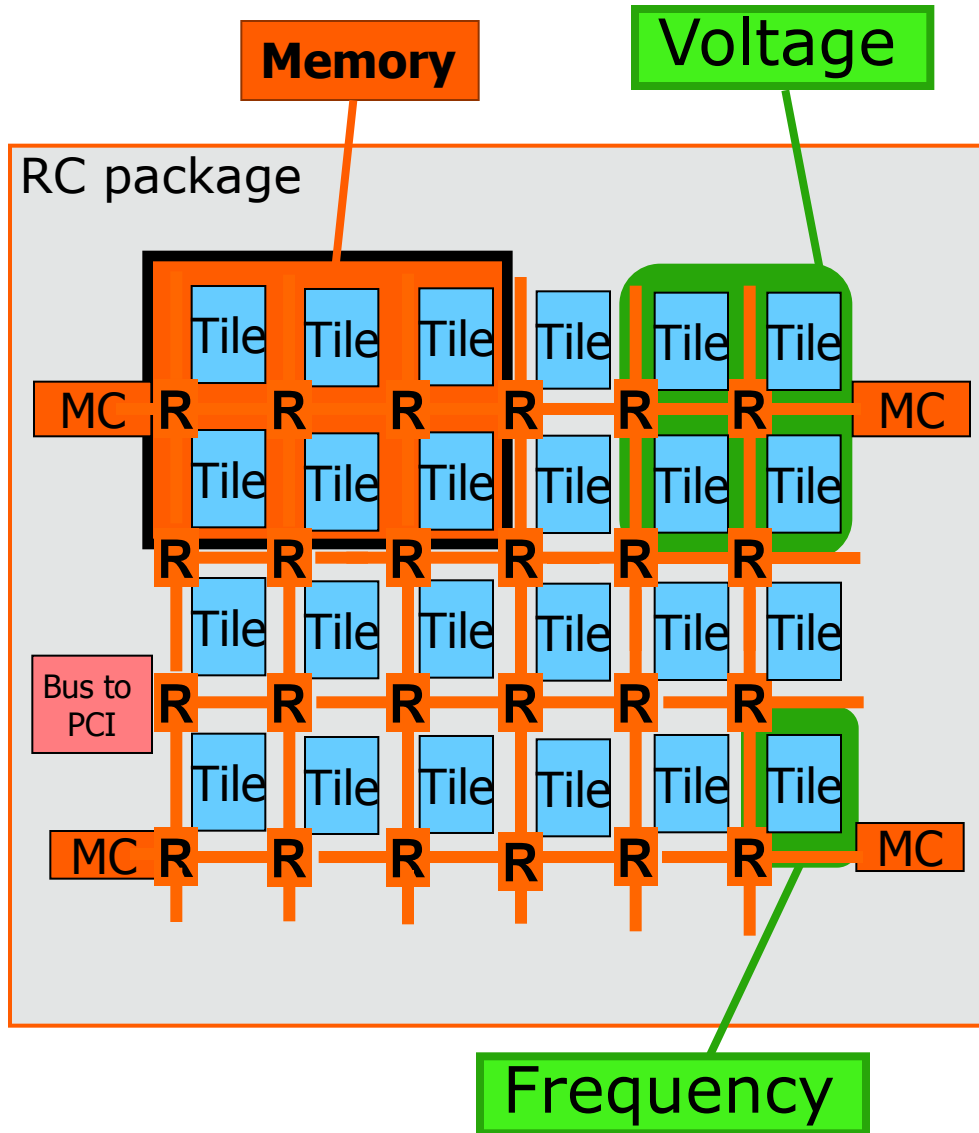 Memory
Voltage
RC package
Tile Tile Tile Tile Tile Tile
MC R R R R R R MC
Tile Tile Tile Tile Tile Tile
R R R R R R
Tile Tile Tile Tile Tile Tile
Bus to
PCI
R R R R R R
Tile Tile Tile Tile Tile Tile
MC R R R R R R MC
Frequency